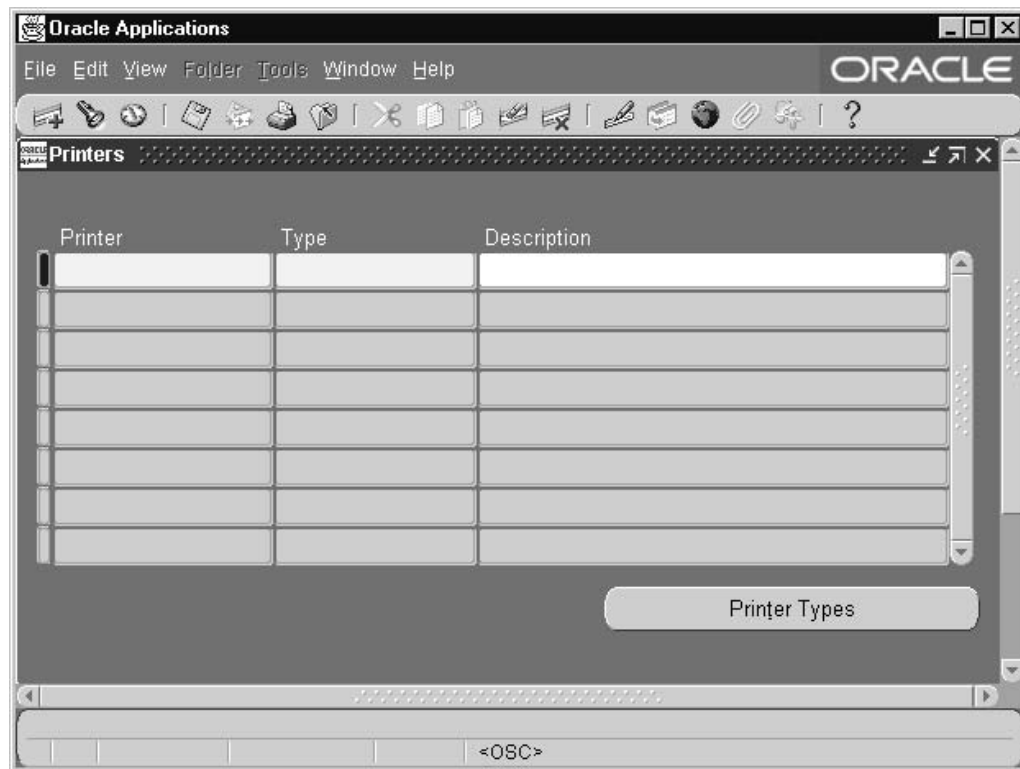 Oracle Applications
File Edit View Folder Tools Window Help
ORACLE
Printers
Printer Type Description
Printer Types
<OSC>